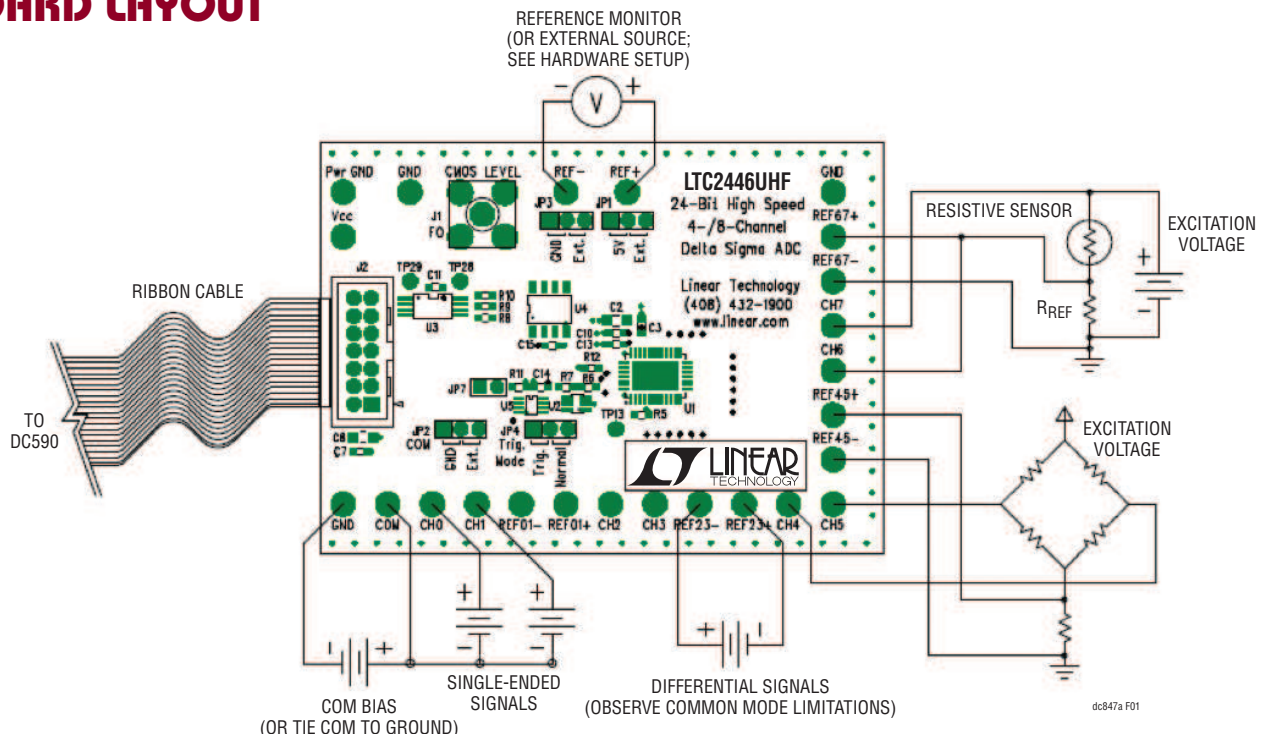 BOARD LAYOUT
REFERENCE MONITOR
(OR EXTERNAL SOURCE;
SEE HARDWARE SETUP)
- V +
Pwr GND
GND
CMOS LEVEL
REF-
REF+
LTC2446UHF
GND
24-Bit High Speed
4-/8-Channel
Delta Sigma ADC
Linear Technology
(408) 432-1900
www.linear.com
Vcc
J1
FO
JP3
GND
Ext.
JP1
5V
Ext.
REF67+
REF67-
CH7
CH6
REF45+
REF45-
RESISTIVE SENSOR
EXCITATION
VOLTAGE
+
-
RREF
RIBBON CABLE
TO
DC590
J2
TP29
TP28
C11
U3
R10
R9
R8
U4
C15
C2
C10
C13
C3
R12
R11
C14
R7
R6
JP7
U5
U2
TP13
R5
U1
C8
C7
JP2
COM
GND
Ext.
JP4
Trig.
Mode
Trig.
Normal
LT LINEAR
TECHNOLOGY
EXCITATION
VOLTAGE
GND
COM
CH0
CH1
REF01-
REF01+
CH2
CH3
REF23-
REF23+
CH4
CH5
- +
+
-
+
-
+ -
COM BIAS
(OR TIE COM TO GROUND)
SINGLE-ENDED
SIGNALS
DIFFERENTIAL SIGNALS
(OBSERVE COMMON MODE LIMITATIONS)
dc847a F01